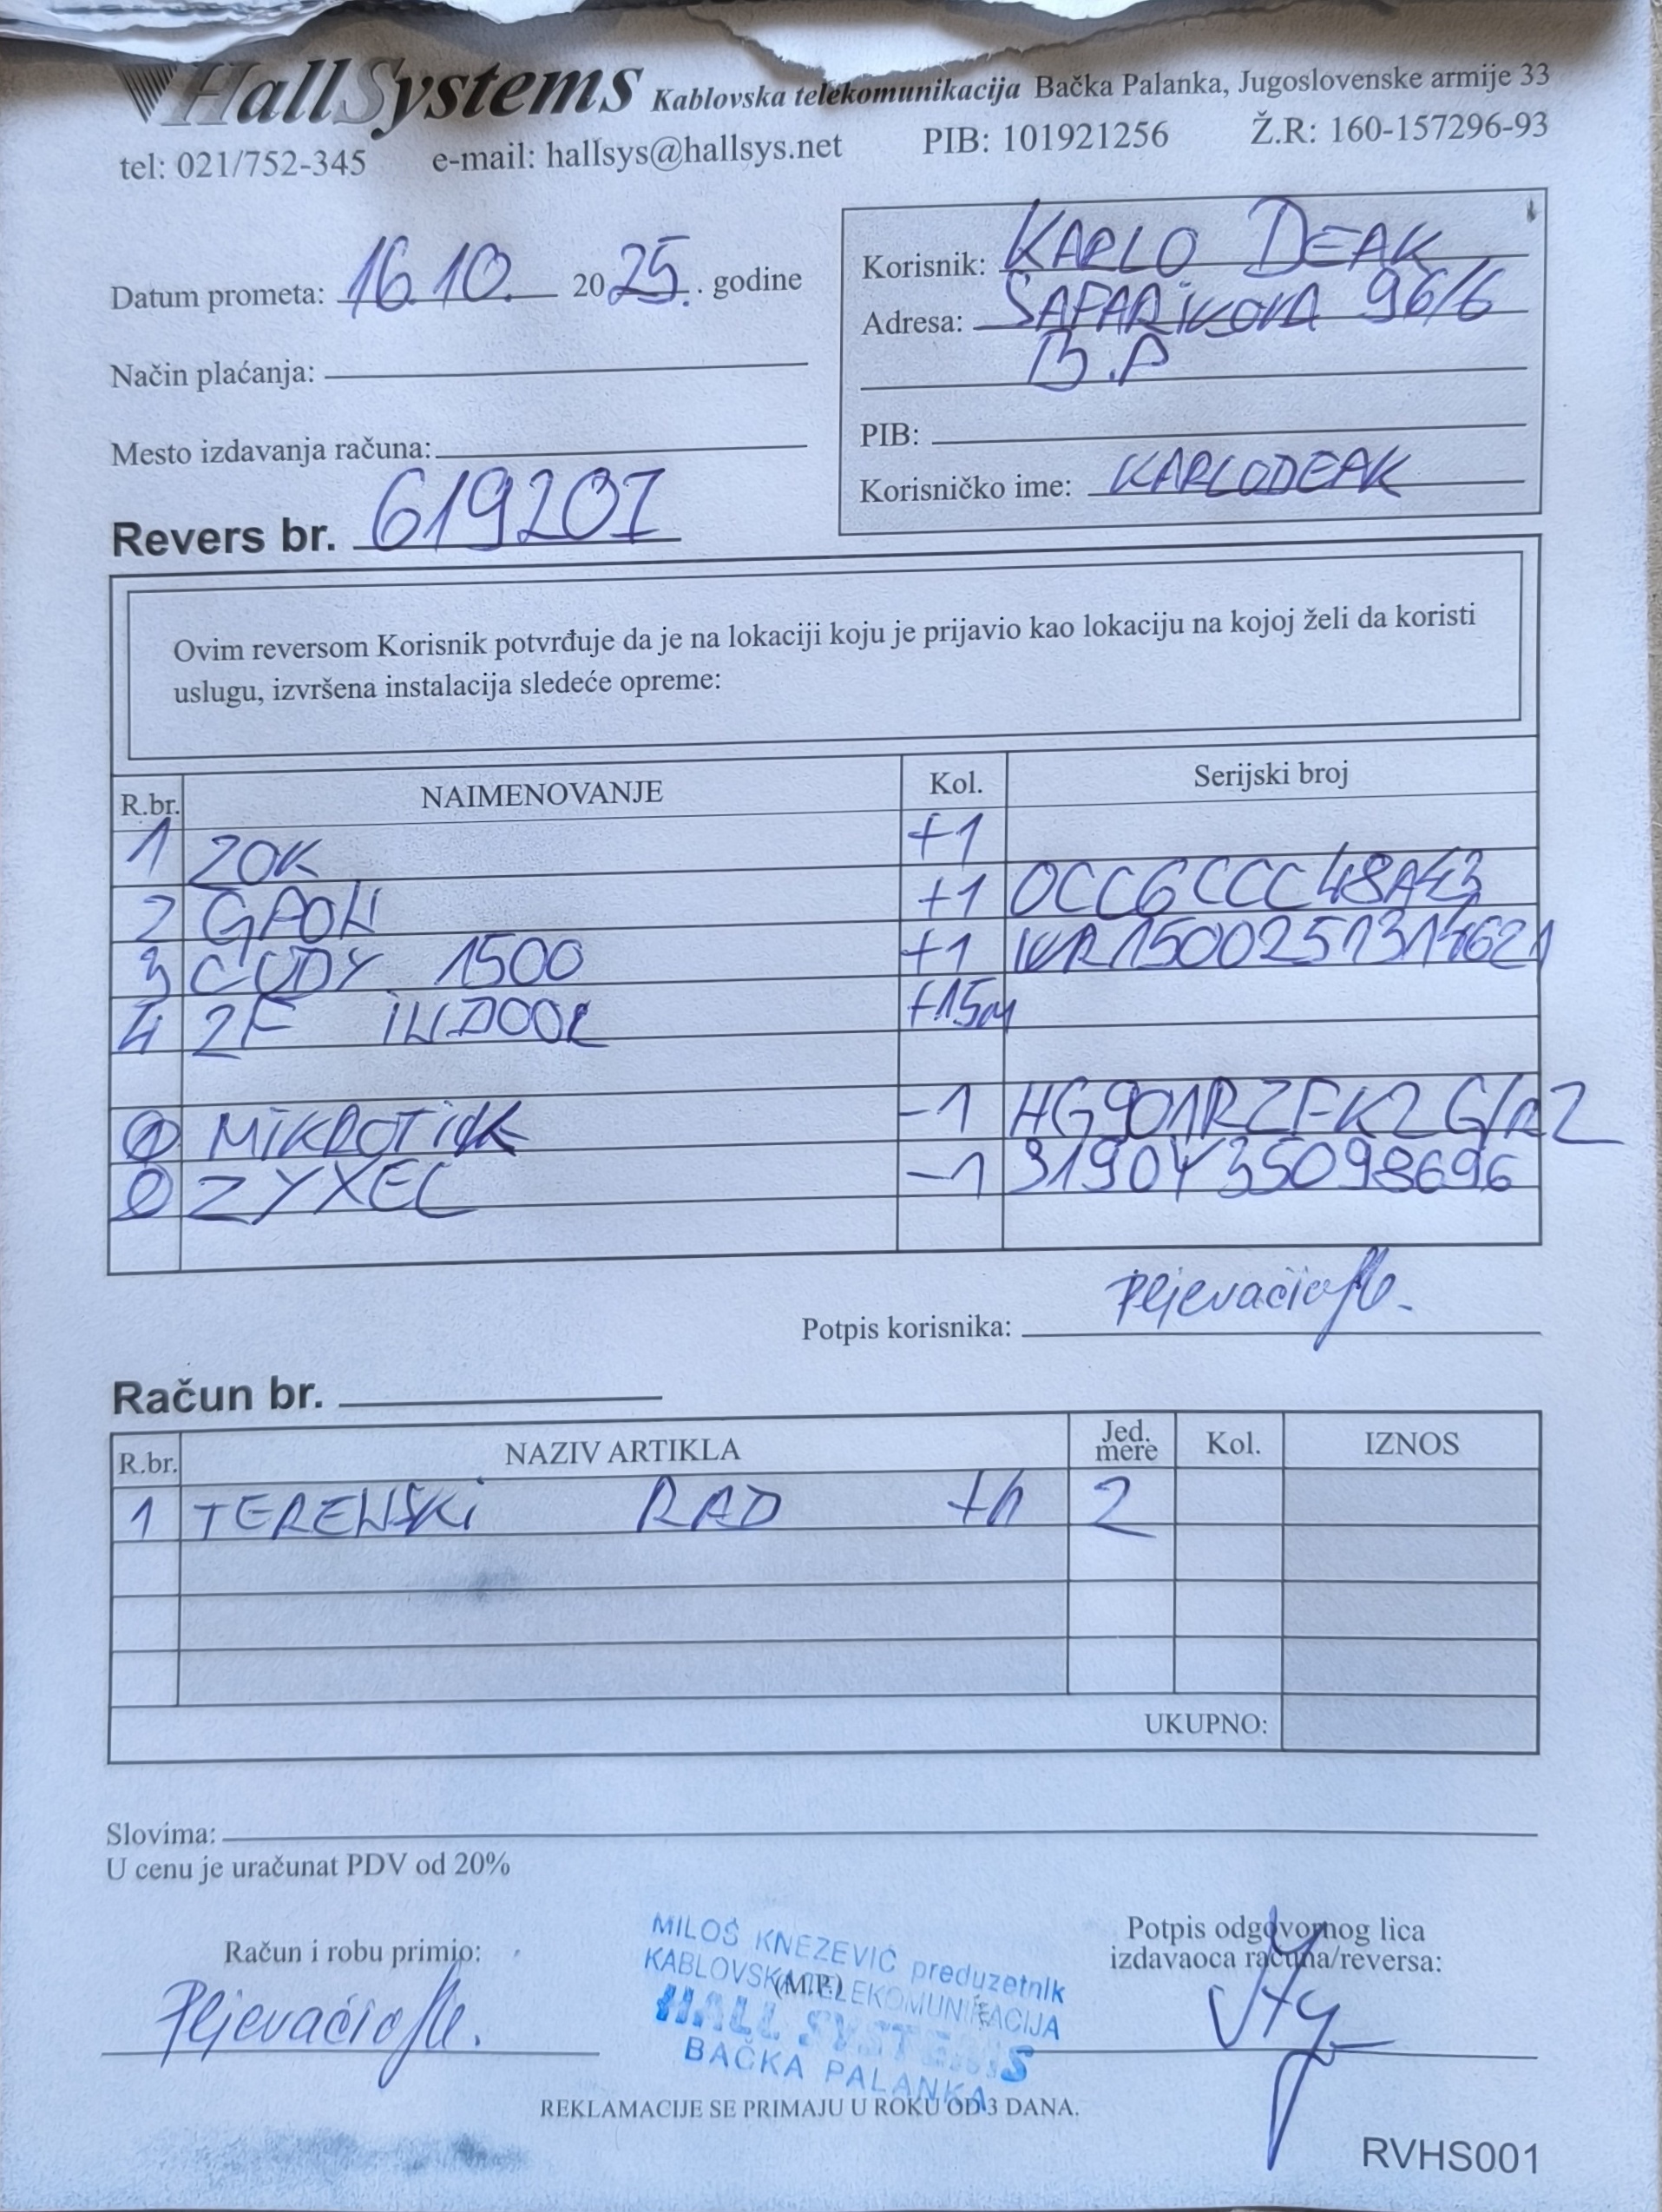 HallSystems Kablovska telekomunikacija Bačka Palanka, Jugoslovenske armije 33
tel: 021/752-345 e-mail: hallsys@hallsys.net PIB: 101921256 Ž.R: 160-157296-93
Datum prometa: 16.10. 2025. godine
Način plaćanja:
Mesto izdavanja računa:
Revers br. 619201
Korisnik: KARLO DEAK
Adresa: ŠAFARIKOVA 96/6
B.P
PIB:
Korisničko ime: KARLODEAK
Ovim reversom Korisnik potvrđuje da je na lokaciji koju je prijavio kao lokaciju na kojoj želi da koristi
uslugu, izvršena instalacija sledeće opreme:
R.br. NAIMENOVANJE Kol. Serijski broj
1 ZOK +1
2 GPON +1 0CC6CCC48AE3
3 CUDY 1500 +1
4 2F INDOOR +15m
MIKROTIK -1
ZYXEL -1
Potpis korisnika:
Račun br.
R.br. NAZIV ARTIKLA Jed. mere Kol. IZNOS
1 TERENSKI RAD +1 2
UKUPNO:
Slovima:
U cenu je uračunat PDV od 20%
Račun i robu primio:
MILOŠ KNEŽEVIĆ preduzetnik
KABLOVSKA TELEKOMUNIKACIJA
(M.P.)
HALL SYSTEMS
BAČKA PALANKA
Potpis odgovornog lica
izdavaoca računa/reversa:
REKLAMACIJE SE PRIMAJU U ROKU OD 3 DANA.
RVHS001